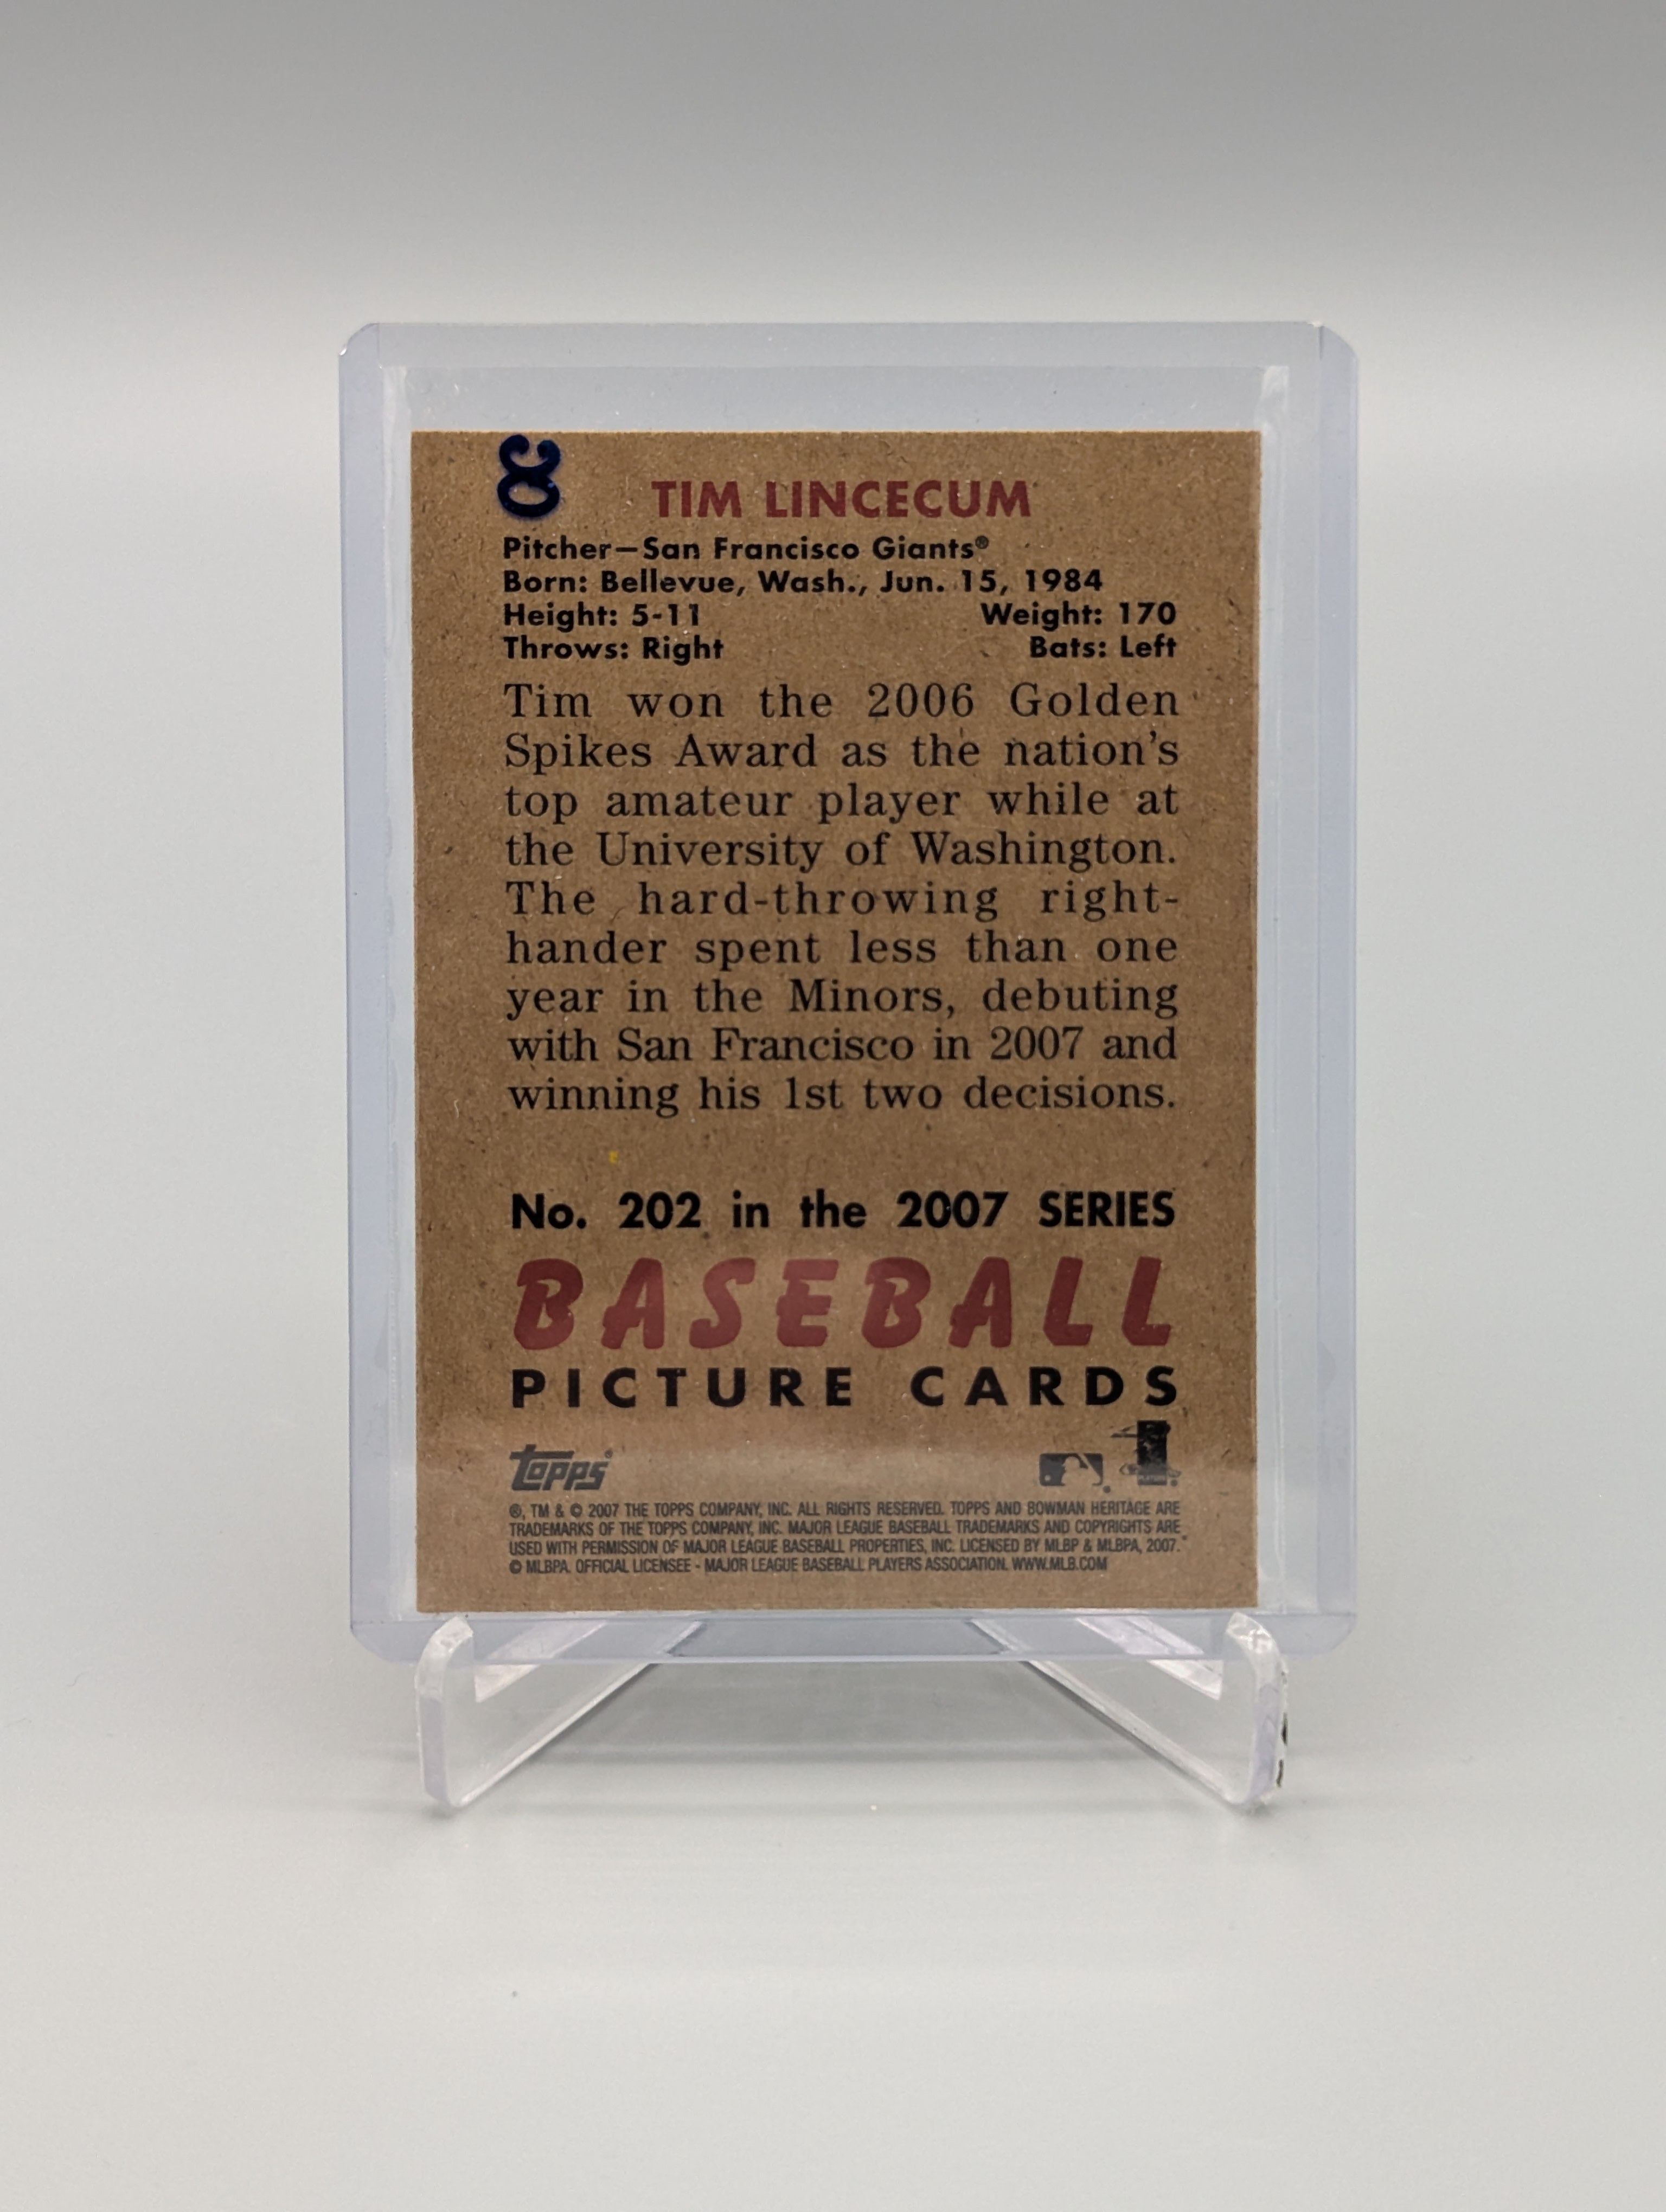 TIM LINCECUM
Pitcher—San Francisco Giants®
Born: Bellevue, Wash., Jun. 15, 1984
Height: 5-11 Weight: 170
Throws: Right Bats: Left
Tim won the 2006 Golden
Spikes Award as the nation's
top amateur player while at
the University of Washington.
The hard-throwing right-
hander spent less than one
year in the Minors, debuting
with San Francisco in 2007 and
winning his 1st two decisions.
No. 202 in the 2007 SERIES
BASEBALL
PICTURE CARDS
topps®
®, TM & © 2007 THE TOPPS COMPANY, INC. ALL RIGHTS RESERVED. TOPPS AND BOWMAN HERITAGE ARE
TRADEMARKS OF THE TOPPS COMPANY, INC. MAJOR LEAGUE BASEBALL TRADEMARKS AND COPYRIGHTS ARE
USED WITH PERMISSION OF MAJOR LEAGUE BASEBALL PROPERTIES, INC. LICENSED BY MLBP & MLBPA, 2007.
© MLBPA. OFFICIAL LICENSEE - MAJOR LEAGUE BASEBALL PLAYERS ASSOCIATION. WWW.MLB.COM